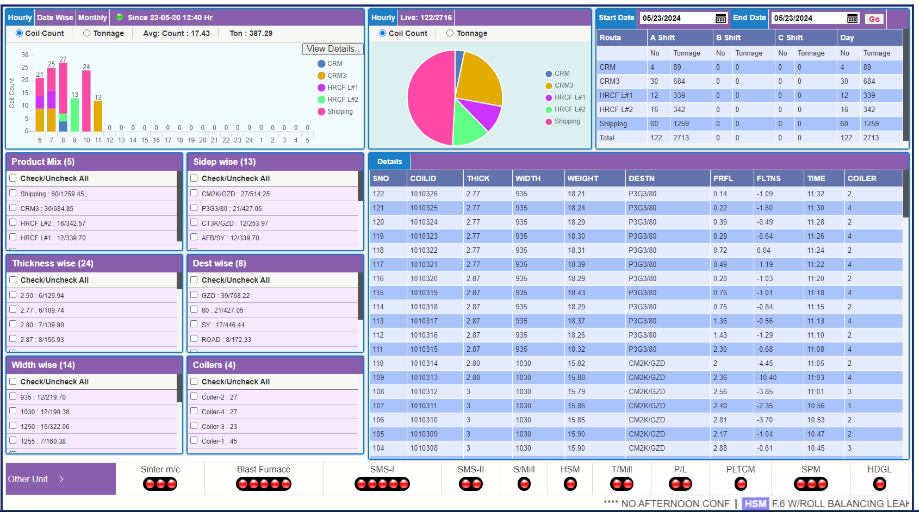 Hourly Date Wise Monthly Since 23-05-20 12:40 Hr
Coil Count Tonnage Avg: Count : 17.43 Ton : 387.29
View Details..
Coil Count
30
25
20
15
10
5
0
21 25 27 13 24 12 0 0 0 0 0 0 0 0 0 0 0 0 0 0 0 0 0 0
6 7 8 9 10 11 12 13 14 15 16 17 18 19 20 21 22 23 24 1 2 3 4 5
CRM
CRM3
HRCF L#1
HRCF L#2
Shipping
Hourly Live: 122/2716
Coil Count Tonnage
CRM
CRM3
HRCF L#1
HRCF L#2
Shipping
Start Date 05/23/2024 End Date 05/23/2024 Go
Route A Shift B Shift C Shift Day
No Tonnage No Tonnage No Tonnage No Tonnage
CRM 4 89 0 0 0 0 4 89
CRM3 30 684 0 0 0 0 30 684
HRCF L#1 12 339 0 0 0 0 12 339
HRCF L#2 16 342 0 0 0 0 16 342
Shipping 60 1259 0 0 0 0 60 1259
Total 122 2713 0 0 0 0 122 2713
Product Mix (5)
Check/Uncheck All
Shipping : 60/1259.45
CRM3 : 30/684.85
HRCF L#2 : 16/342.57
HRCF L#1 : 12/339.70
Sidep wise (13)
Check/Uncheck All
CM2K/GZD : 27/514.25
P3G3/80 : 21/427.05
CT3K/GZD : 12/253.97
AFB/SY : 12/339.70
Thickness wise (24)
Check/Uncheck All
2.50 : 6/129.94
2.77 : 6/109.74
2.80 : 7/139.90
2.87 : 8/156.93
Dest wise (8)
Check/Uncheck All
GZD : 39/768.22
80 : 21/427.05
SY : 17/446.44
ROAD : 8/172.33
Width wise (14)
Check/Uncheck All
935 : 12/219.70
1030 : 12/190.38
1250 : 15/322.06
1255 : 7/160.38
Coilers (4)
Check/Uncheck All
Coiler-2 : 27
Coiler-4 : 27
Coiler-3 : 23
Coiler-1 : 45
Details
SNO COILID THICK WIDTH WEIGHT DESTN PRFL FLTNS TIME COILER
122 1010326 2.77 935 18.21 P3G3/80 0.14 -1.09 11:32 2
121 1010325 2.77 935 18.24 P3G3/80 0.22 -1.60 11:30 4
120 1010324 2.77 935 18.29 P3G3/80 0.39 -0.49 11:28 2
119 1010323 2.77 935 18.30 P3G3/80 0.29 -0.64 11:26 4
118 1010322 2.77 935 18.31 P3G3/80 0.72 0.04 11:24 2
117 1010321 2.77 935 18.39 P3G3/80 0.49 -1.19 11:22 4
116 1010320 2.87 935 18.29 P3G3/80 0.20 -1.03 11:20 2
115 1010319 2.87 935 18.43 P3G3/80 0.76 -1.01 11:18 4
114 1010318 2.87 935 18.29 P3G3/80 0.75 -0.84 11:15 2
113 1010317 2.87 935 18.37 P3G3/80 1.36 -0.56 11:13 4
112 1010316 2.87 935 18.26 P3G3/80 1.43 -1.29 11:10 2
111 1010315 2.87 935 18.32 P3G3/80 2.30 -0.68 11:08 4
110 1010314 2.80 1030 15.82 CM2K/GZD 2 -4.45 11:05 2
109 1010313 2.80 1030 15.88 CM2K/GZD 2.36 -10.40 11:03 4
108 1010312 3 1030 15.79 CM2K/GZD 2.56 -3.85 11:01 3
107 1010311 3 1030 15.86 CM2K/GZD 2.40 -2.35 10:56 1
106 1010310 3 1030 15.85 CM2K/GZD 2.81 -3.70 10:53 2
105 1010309 3 1030 15.90 CM2K/GZD 2.17 -1.04 10:47 2
104 1010308 3 1030 15.90 CM2K/GZD 2.88 -0.61 10:45 3
Other Unit > Sinter m/c Blast Furnace SMS-I SMS-II S/Mill HSM T/Mill P/L PLTCM SPM HDGL
**** NO AFTERNOON CONF | HSM F.6 W/ROLL BALANCING LEAK